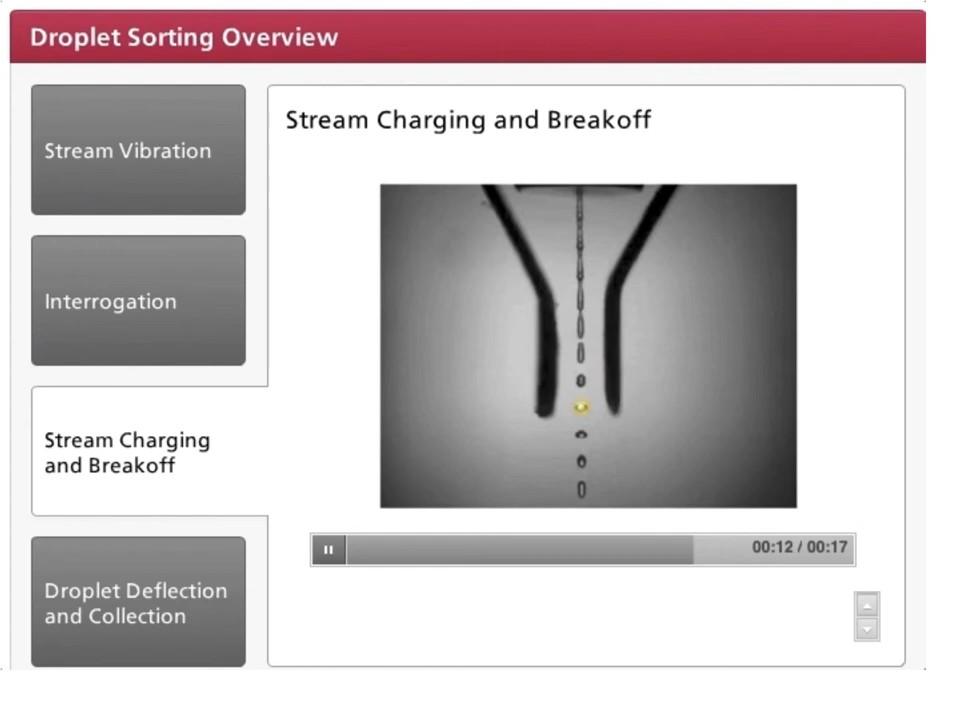 Droplet Sorting Overview
Stream Vibration
Interrogation
Stream Charging
and Breakoff
Droplet Deflection
and Collection
Stream Charging and Breakoff
00:12 / 00:17